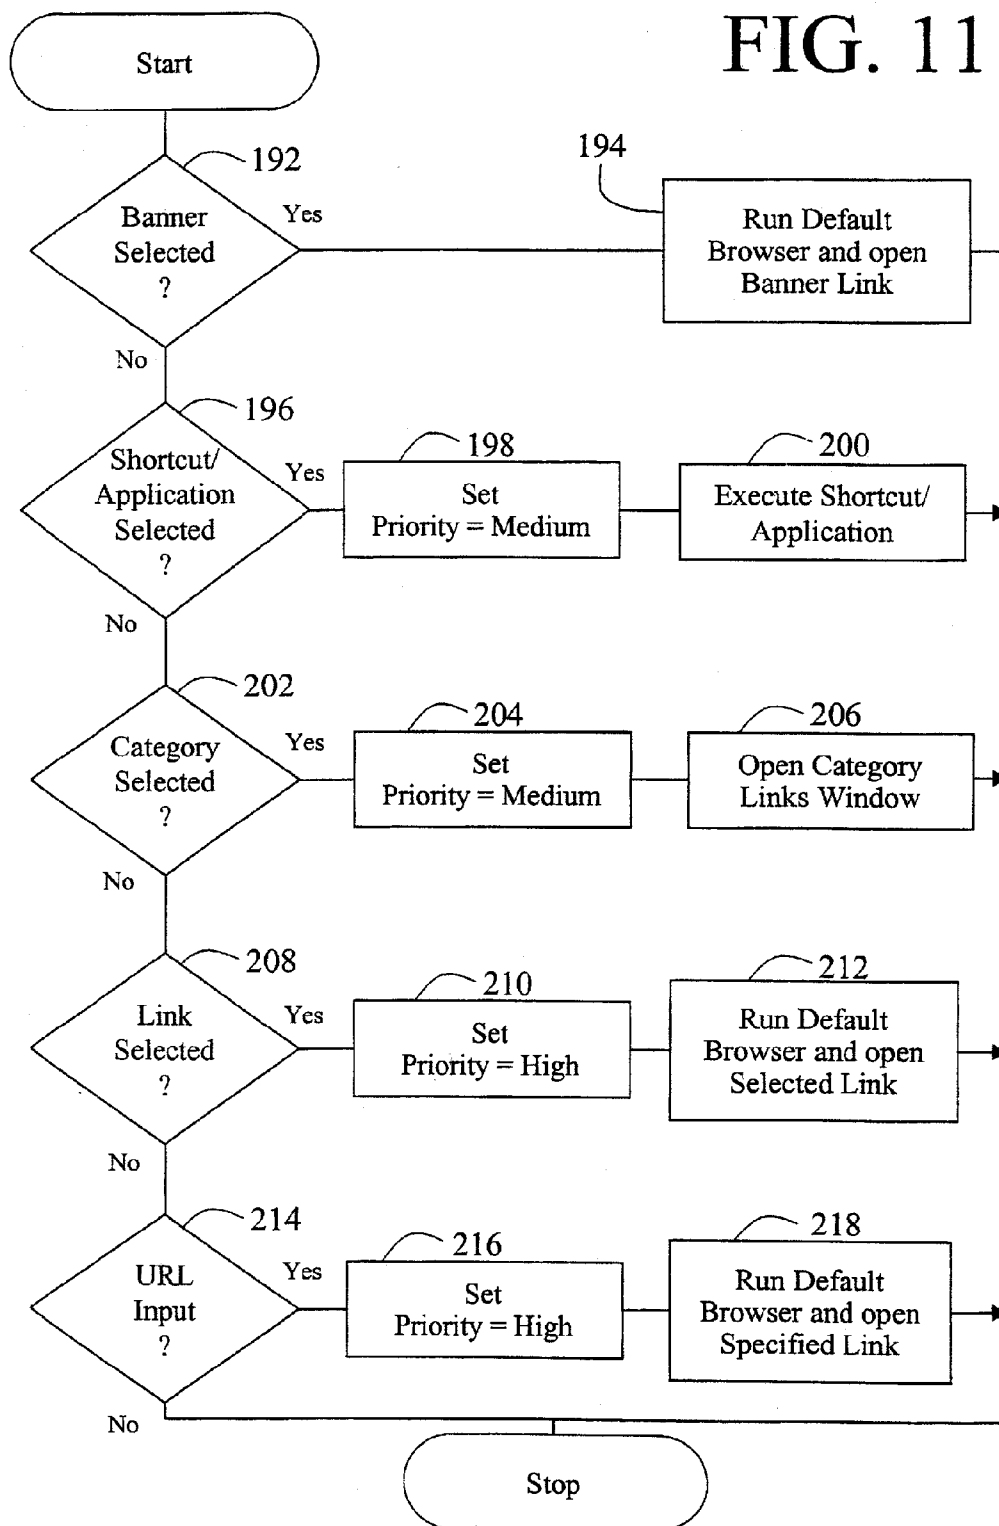 FIG. 11
Start
192
Banner
Selected
?
Yes
194
Run Default
Browser and open
Banner Link
No
196
Shortcut/
Application
Selected
?
Yes
198
Set
Priority = Medium
200
Execute Shortcut/
Application
No
202
Category
Selected
?
Yes
204
Set
Priority = Medium
206
Open Category
Links Window
No
208
Link
Selected
?
Yes
210
Set
Priority = High
212
Run Default
Browser and open
Selected Link
No
214
URL
Input
?
Yes
216
Set
Priority = High
218
Run Default
Browser and open
Specified Link
No
Stop